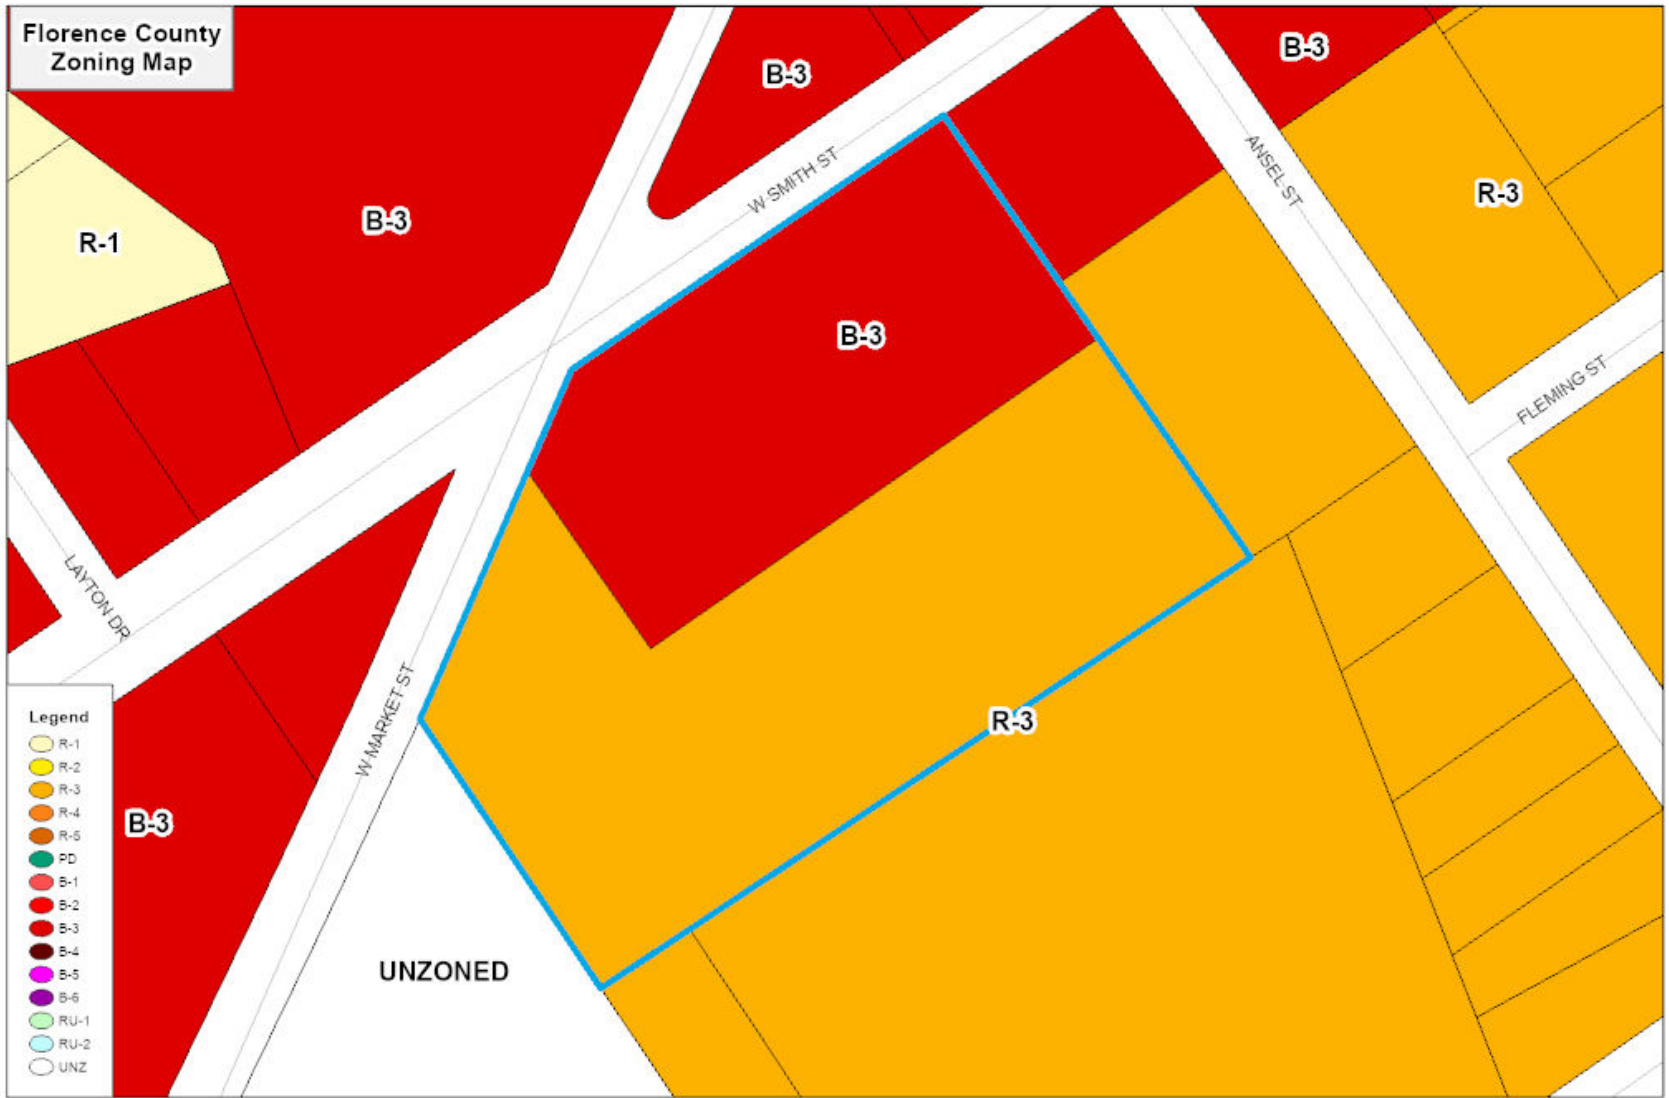 Florence County
Zoning Map
B-3
B-3
R-1
B-3
W SMITH ST
ANSEL ST
R-3
B-3
FLEMING ST
LAYTON DR
W MARKET ST
R-3
B-3
UNZONED
Legend
R-1
R-2
R-3
R-4
R-5
PD
B-1
B-2
B-3
B-4
B-5
B-6
RU-1
RU-2
UNZ